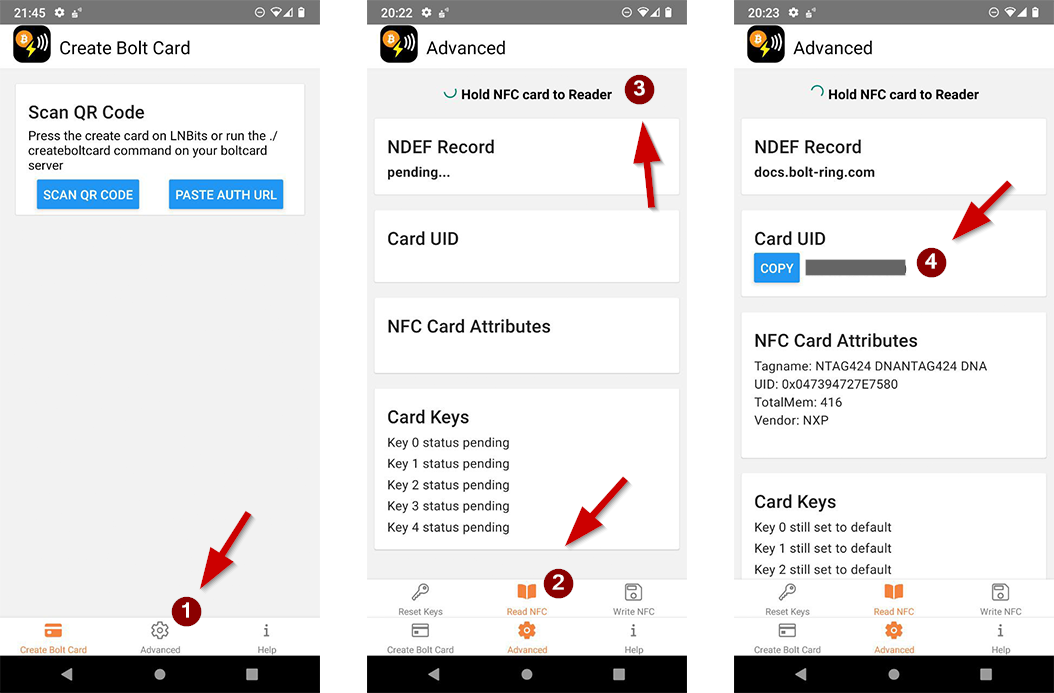 21:45
Create Bolt Card
Scan QR Code
Press the create card on LNBits or run the ./
createboltcard command on your boltcard
server
SCAN QR CODE
PASTE AUTH URL
1
Create Bolt Card
Advanced
Help
20:22
Advanced
Hold NFC card to Reader
3
NDEF Record
pending...
Card UID
NFC Card Attributes
Card Keys
Key 0 status pending
Key 1 status pending
Key 2 status pending
Key 3 status pending
Key 4 status pending
2
Reset Keys
Read NFC
Write NFC
Create Bolt Card
Advanced
Help
20:23
Advanced
Hold NFC card to Reader
NDEF Record
docs.bolt-ring.com
Card UID
COPY
4
NFC Card Attributes
Tagname: NTAG424 DNANTAG424 DNA
UID: 0x047394727E7580
TotalMem: 416
Vendor: NXP
Card Keys
Key 0 still set to default
Key 1 still set to default
Key 2 still set to default
Reset Keys
Read NFC
Write NFC
Create Bolt Card
Advanced
Help